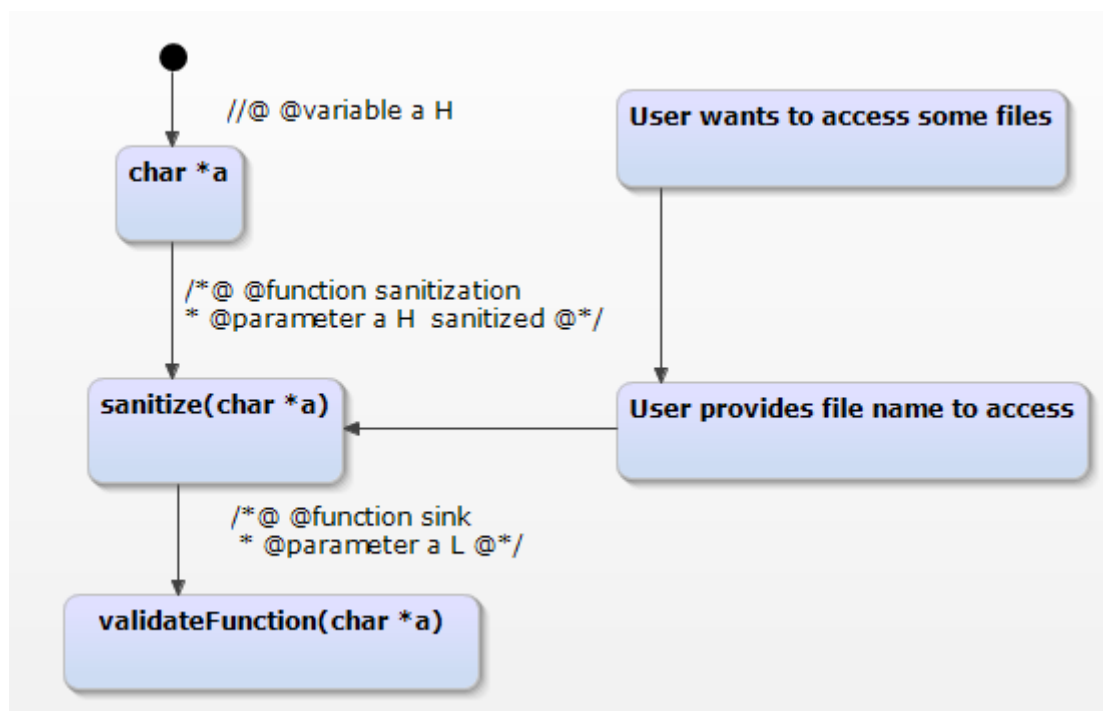 //@ @variable a H
User wants to access some files
char *a
/*@ @function sanitization
* @parameter a H  sanitized @*/
sanitize(char *a)
User provides file name to access
/*@ @function sink
* @parameter a L @*/
validateFunction(char *a)